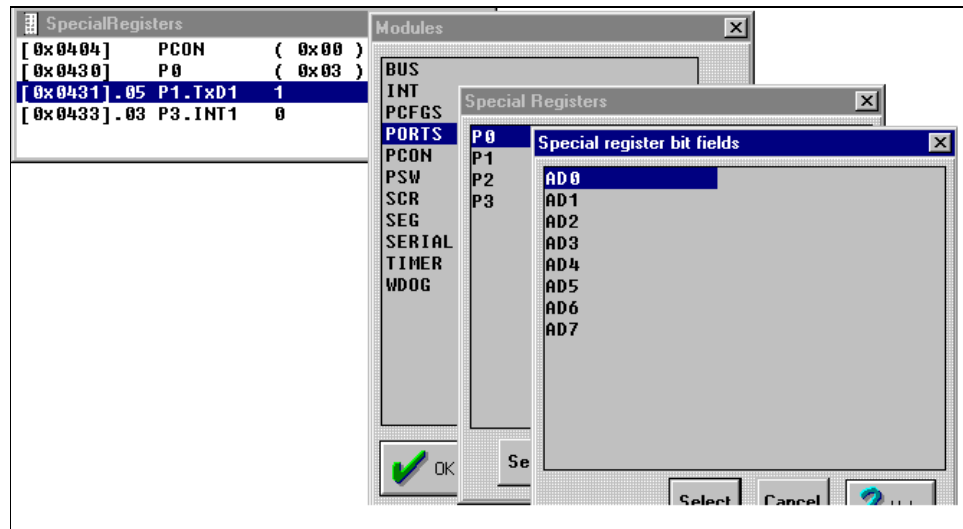 SpecialRegisters
[0x0404] PCON ( 0x00 )
[0x0430] P0 ( 0x03 )
[0x0431].05 P1.TxD1 1
[0x0433].03 P3.INT1 0
Modules
BUS
INT
PCFGS
PORTS
PCON
PSW
SCR
SEG
SERIAL
TIMER
WDOG
OK
Special Registers
P0
P1
P2
P3
Se
Special register bit fields
AD0
AD1
AD2
AD3
AD4
AD5
AD6
AD7
Select
Cancel